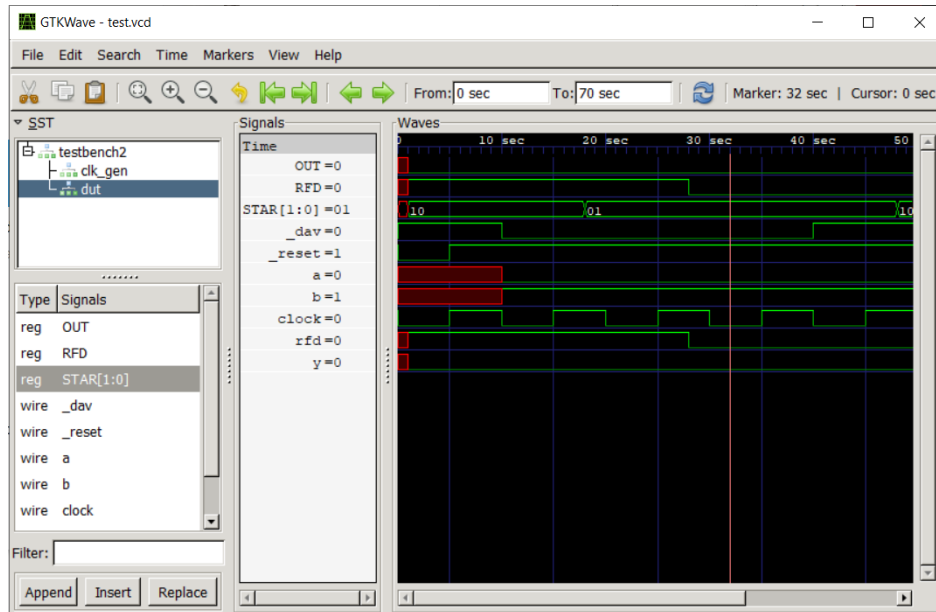 GTKWave - test.vcd
File Edit Search Time Markers View Help
From: 0 sec To: 70 sec Marker: 32 sec | Cursor: 0 sec
SST
testbench2
clk_gen
dut
Type Signals
reg OUT
reg RFD
reg STAR[1:0]
wire _dav
wire _reset
wire a
wire b
wire clock
Filter:
Append Insert Replace
Signals
Time
OUT =0
RFD =0
STAR[1:0] =01
_dav =0
_reset =1
a =0
b =1
clock =0
rfd =0
y =0
Waves
10 sec 20 sec 30 sec 40 sec 50
10 01 10